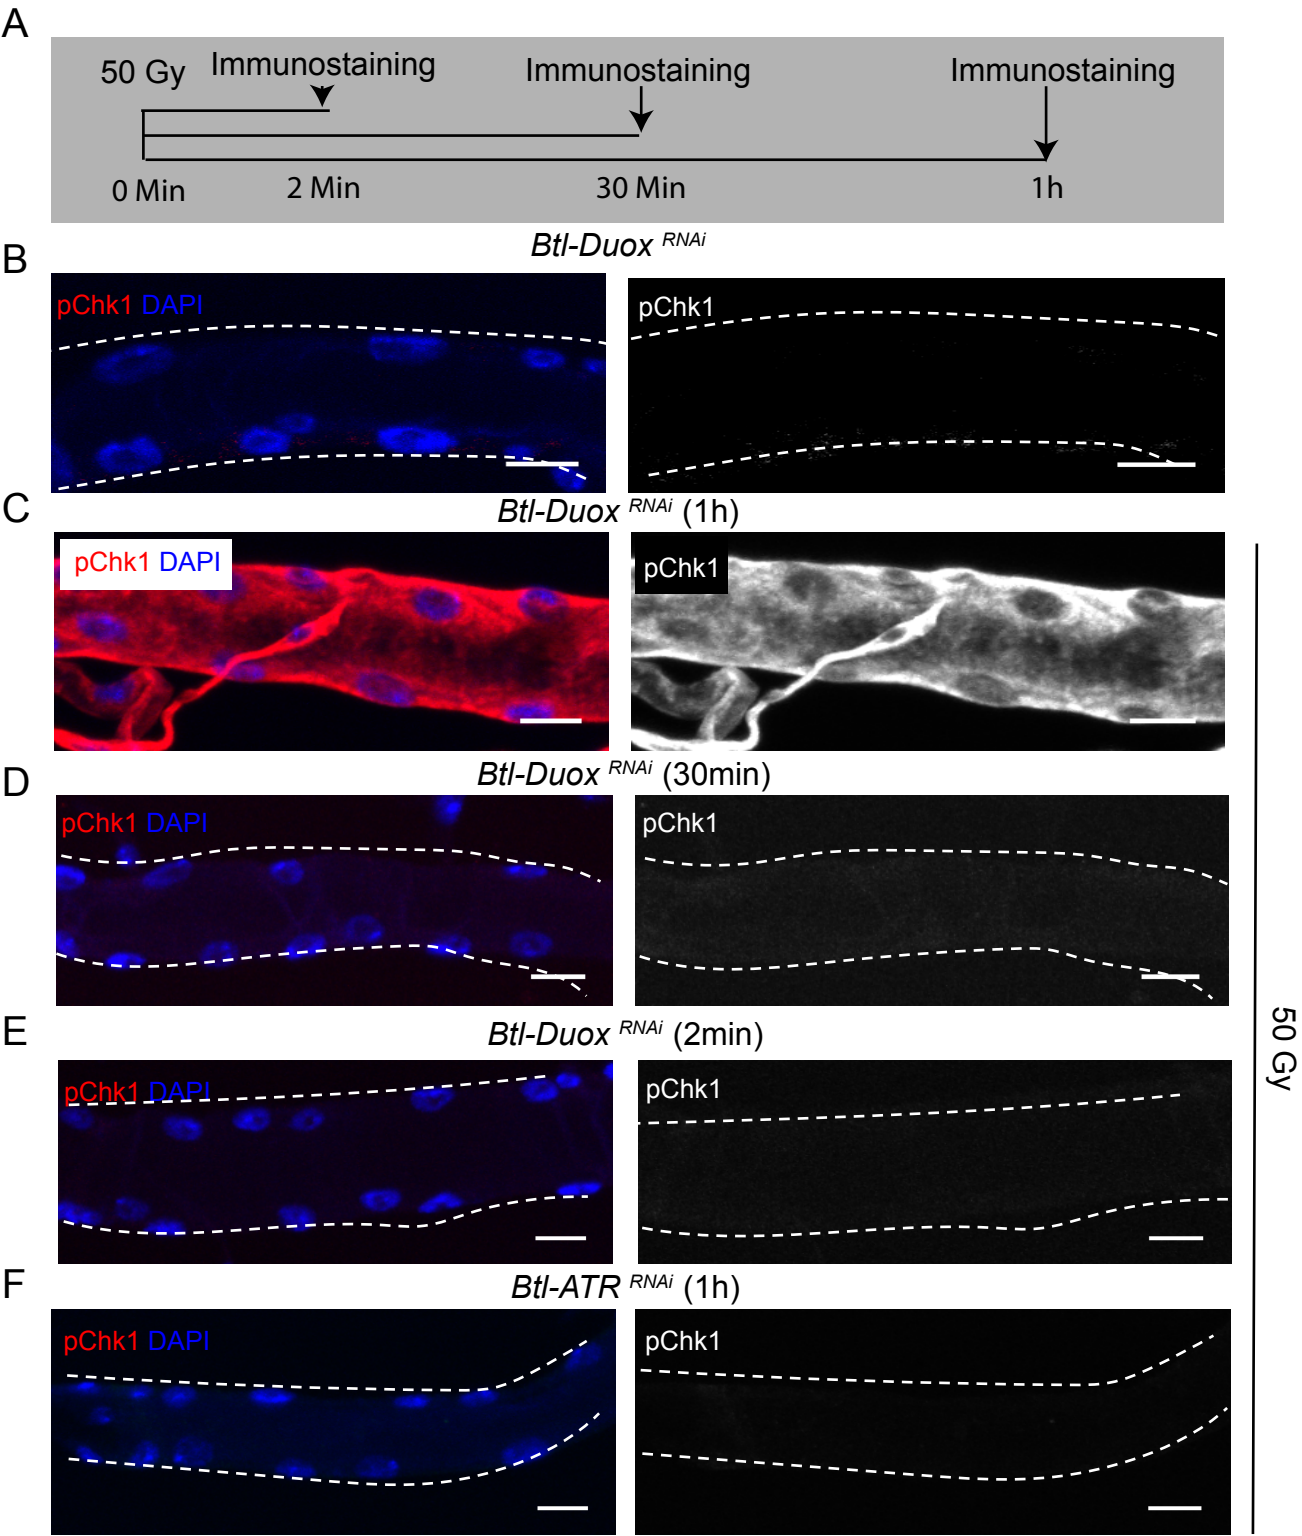 A
50 Gy Immunostaining Immunostaining Immunostaining
0 Min 2 Min 30 Min 1h
Btl-Duox RNAi
B
pChk1 DAPI pChk1
C
Btl-Duox RNAi (1h)
pChk1 DAPI pChk1
Btl-Duox RNAi (30min)
D
pChk1 DAPI pChk1
E
Btl-Duox RNAi (2min)
pChk1 DAPI pChk1
F
Btl-ATR RNAi (1h)
pChk1 DAPI pChk1
50 Gy